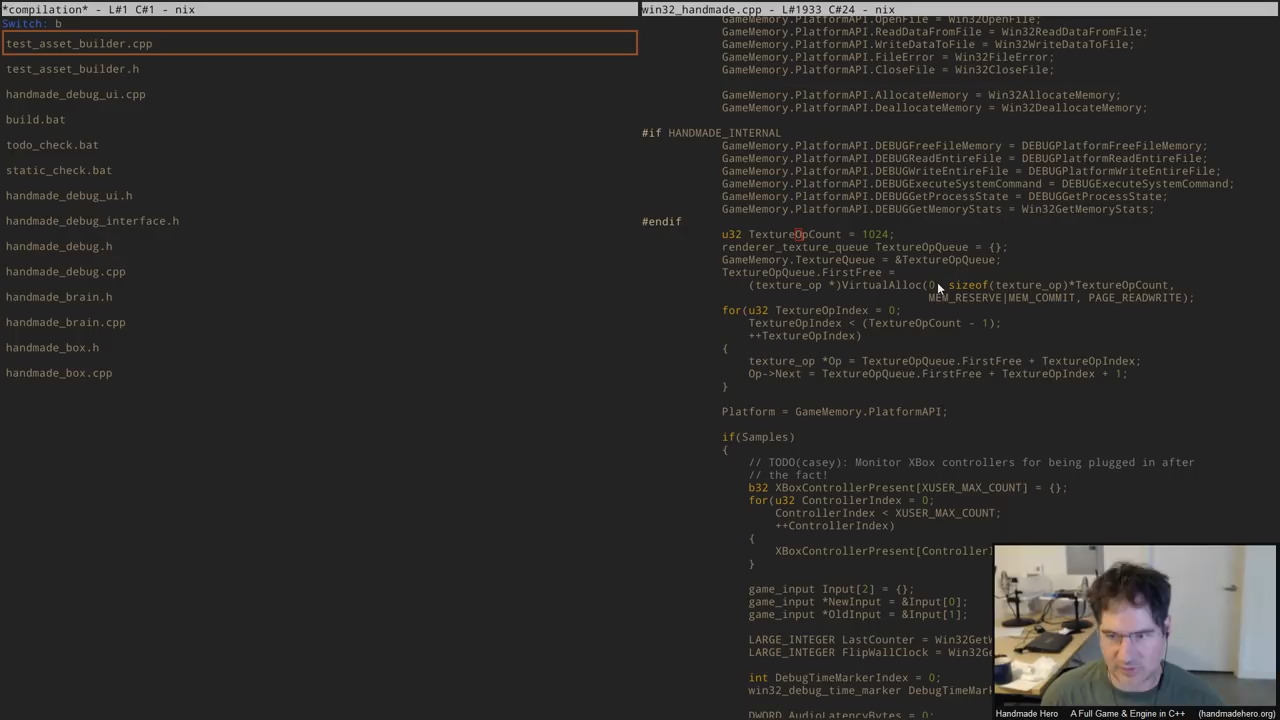 *compilation* - L#1 C#1 - nix
Switch: b
test_asset_builder.cpp
test_asset_builder.h
handmade_debug_ui.cpp
build.bat
todo_check.bat
static_check.bat
handmade_debug_ui.h
handmade_debug_interface.h
handmade_debug.h
handmade_debug.cpp
handmade_brain.h
handmade_brain.cpp
handmade_box.h
handmade_box.cpp
win32_handmade.cpp - L#1933 C#24 - nix
GameMemory.PlatformAPI.OpenFile = Win32OpenFile;
GameMemory.PlatformAPI.ReadDataFromFile = Win32ReadDataFromFile;
GameMemory.PlatformAPI.WriteDataToFile = Win32WriteDataToFile;
GameMemory.PlatformAPI.FileError = Win32FileError;
GameMemory.PlatformAPI.CloseFile = Win32CloseFile;
GameMemory.PlatformAPI.AllocateMemory = Win32AllocateMemory;
GameMemory.PlatformAPI.DeallocateMemory = Win32DeallocateMemory;
#if HANDMADE_INTERNAL
GameMemory.PlatformAPI.DEBUGFreeFileMemory = DEBUGPlatformFreeFileMemory;
GameMemory.PlatformAPI.DEBUGReadEntireFile = DEBUGPlatformReadEntireFile;
GameMemory.PlatformAPI.DEBUGWriteEntireFile = DEBUGPlatformWriteEntireFile;
GameMemory.PlatformAPI.DEBUGExecuteSystemCommand = DEBUGExecuteSystemCommand;
GameMemory.PlatformAPI.DEBUGGetProcessState = DEBUGGetProcessState;
GameMemory.PlatformAPI.DEBUGGetMemoryStats = Win32GetMemoryStats;
#endif
u32 TextureOpCount = 1024;
renderer_texture_queue TextureOpQueue = {};
GameMemory.TextureQueue = &TextureOpQueue;
TextureOpQueue.FirstFree =
(texture_op *)VirtualAlloc(0, sizeof(texture_op)*TextureOpCount,
MEM_RESERVE|MEM_COMMIT, PAGE_READWRITE);
for(u32 TextureOpIndex = 0;
TextureOpIndex < (TextureOpCount - 1);
++TextureOpIndex)
{
texture_op *Op = TextureOpQueue.FirstFree + TextureOpIndex;
Op->Next = TextureOpQueue.FirstFree + TextureOpIndex + 1;
}
Platform = GameMemory.PlatformAPI;
if(Samples)
{
// TODO(casey): Monitor XBox controllers for being plugged in after
// the fact!
b32 XBoxControllerPresent[XUSER_MAX_COUNT] = {};
for(u32 ControllerIndex = 0;
ControllerIndex < XUSER_MAX_COUNT;
++ControllerIndex)
{
XBoxControllerPresent[ControllerI
}
game_input Input[2] = {};
game_input *NewInput = &Input[0];
game_input *OldInput = &Input[1];
LARGE_INTEGER LastCounter = Win32GetW
LARGE_INTEGER FlipWallClock = Win32Ge
int DebugTimeMarkerIndex = 0;
win32_debug_time_marker DebugTimeMark
DWORD AudioLatencyBytes = 0;
Handmade Hero A Full Game & Engine in C++ (handmadehero.org)